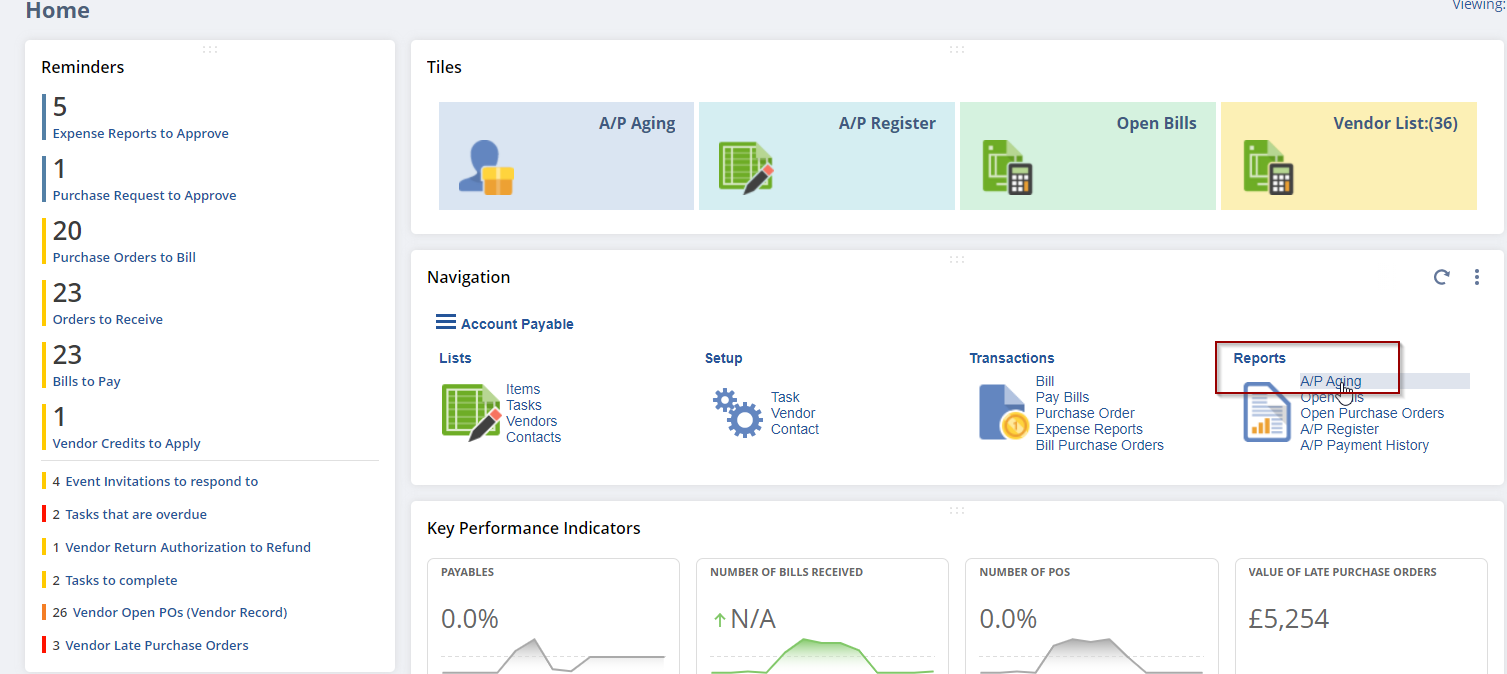 Home
Viewing:
Reminders
5
Expense Reports to Approve
1
Purchase Request to Approve
20
Purchase Orders to Bill
23
Orders to Receive
23
Bills to Pay
1
Vendor Credits to Apply
4 Event Invitations to respond to
2 Tasks that are overdue
1 Vendor Return Authorization to Refund
2 Tasks to complete
26 Vendor Open POs (Vendor Record)
3 Vendor Late Purchase Orders
Tiles
A/P Aging
A/P Register
Open Bills
Vendor List:(36)
Navigation
Account Payable
Lists
Items
Tasks
Vendors
Contacts
Setup
Task
Vendor
Contact
Transactions
Bill
Pay Bills
Purchase Order
Expense Reports
Bill Purchase Orders
Reports
A/P Aging
Open
Open Purchase Orders
A/P Register
A/P Payment History
Key Performance Indicators
PAYABLES
0.0%
NUMBER OF BILLS RECEIVED
N/A
NUMBER OF POS
0.0%
VALUE OF LATE PURCHASE ORDERS
£5,254